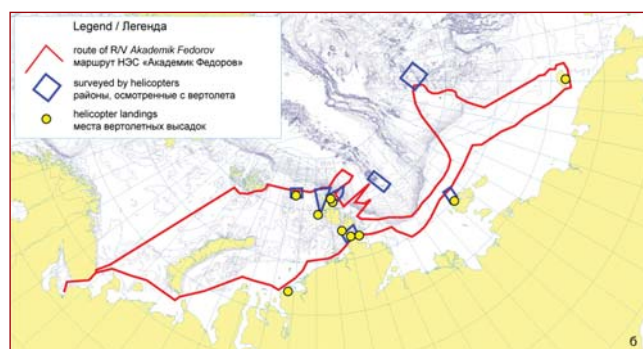 Legend / Легенда
route of R/V Akademik Fedorov
маршрут НЭС «Академик Федоров»
surveyed by helicopters
районы, осмотренные с вертолета
helicopter landings
места вертолетных высадок
б